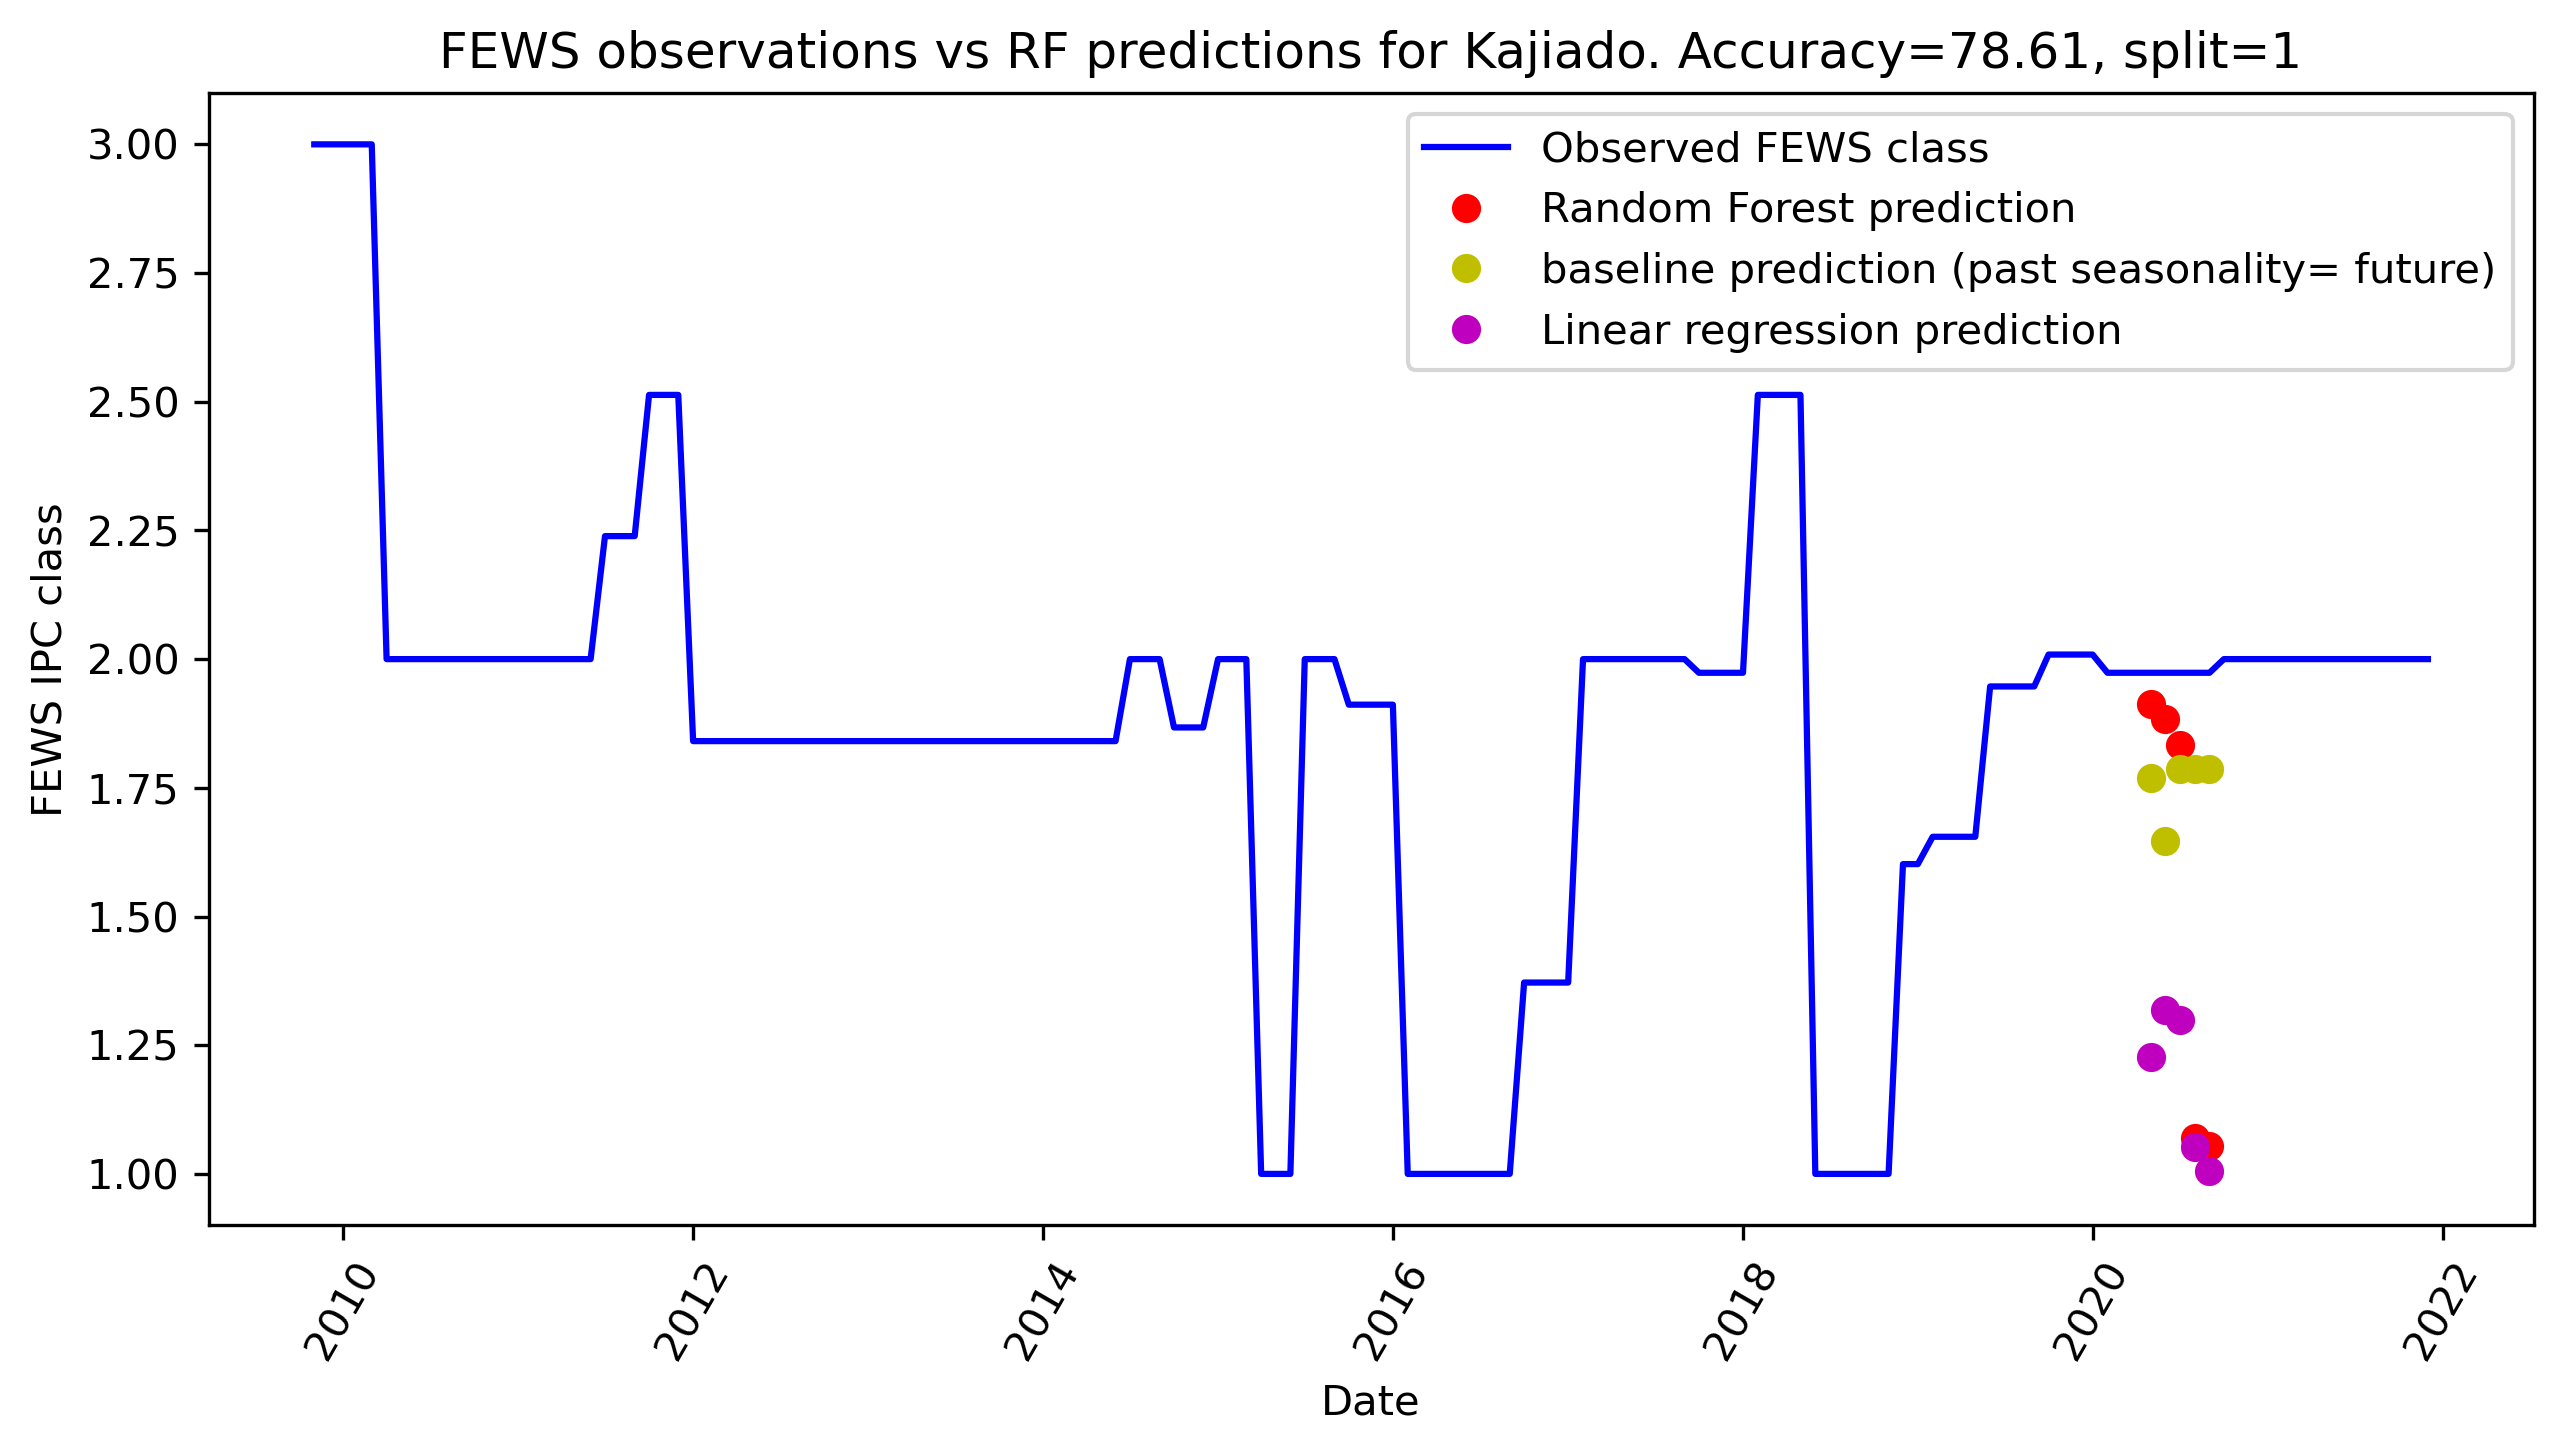 FEWS observations vs RF predictions for Kajiado. Accuracy=78.61, split=1
Observed FEWS class
Random Forest prediction
baseline prediction (past seasonality= future)
Linear regression prediction
FEWS IPC class
3.00
2.75
2.50
2.25
2.00
1.75
1.50
1.25
1.00
2010
2012
2014
2016
2018
2020
2022
Date